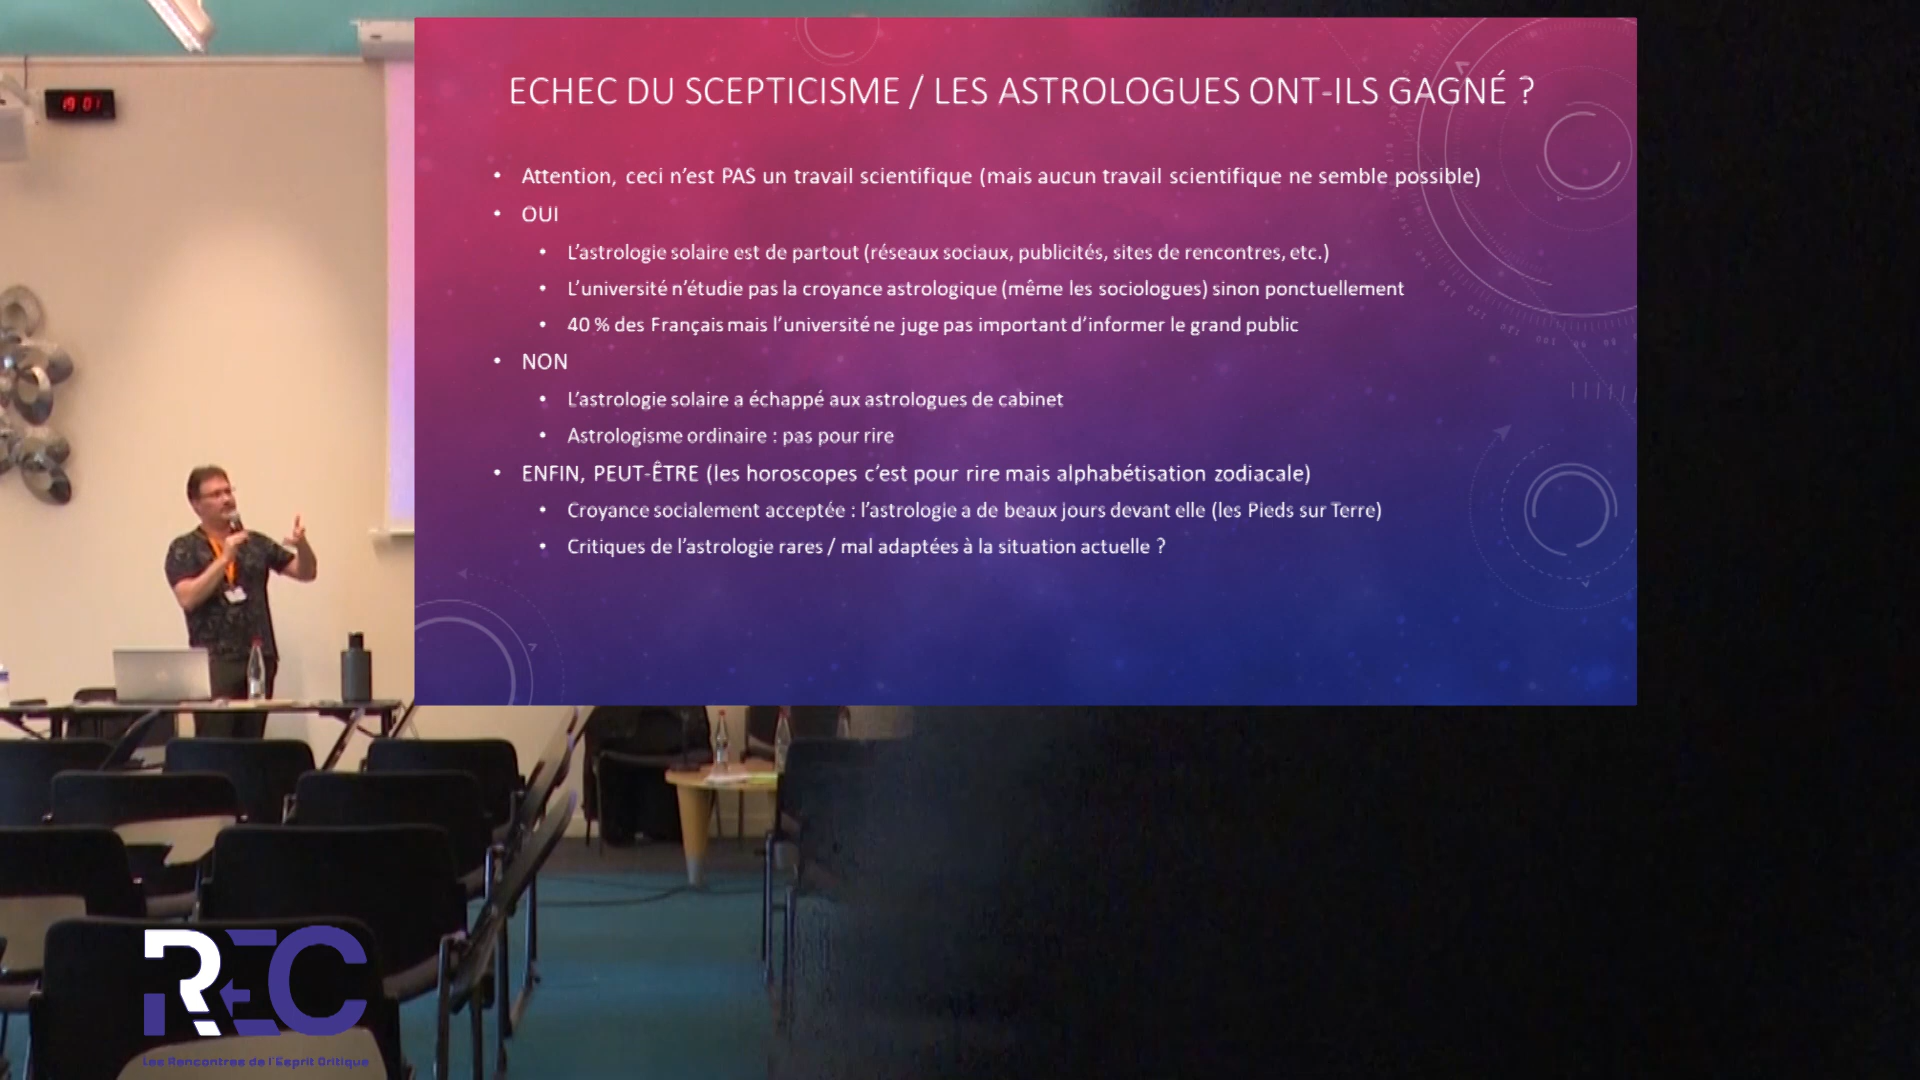 19 01
ECHEC DU SCEPTICISME / LES ASTROLOGUES ONT-ILS GAGNÉ ?
• Attention, ceci n'est PAS un travail scientifique (mais aucun travail scientifique ne semble possible)
• OUI
• L'astrologie solaire est de partout (réseaux sociaux, publicités, sites de rencontres, etc.)
• L'université n'étudie pas la croyance astrologique (même les sociologues) sinon ponctuellement
• 40 % des Français mais l'université ne juge pas important d'informer le grand public
• NON
• L'astrologie solaire a échappé aux astrologues de cabinet
• Astrologisme ordinaire : pas pour rire
• ENFIN, PEUT-ÊTRE (les horoscopes c'est pour rire mais alphabétisation zodiacale)
• Croyance socialement acceptée : l'astrologie a de beaux jours devant elle (les Pieds sur Terre)
• Critiques de l'astrologie rares / mal adaptées à la situation actuelle ?
REC
Les Rencontres de l'Esprit Critique